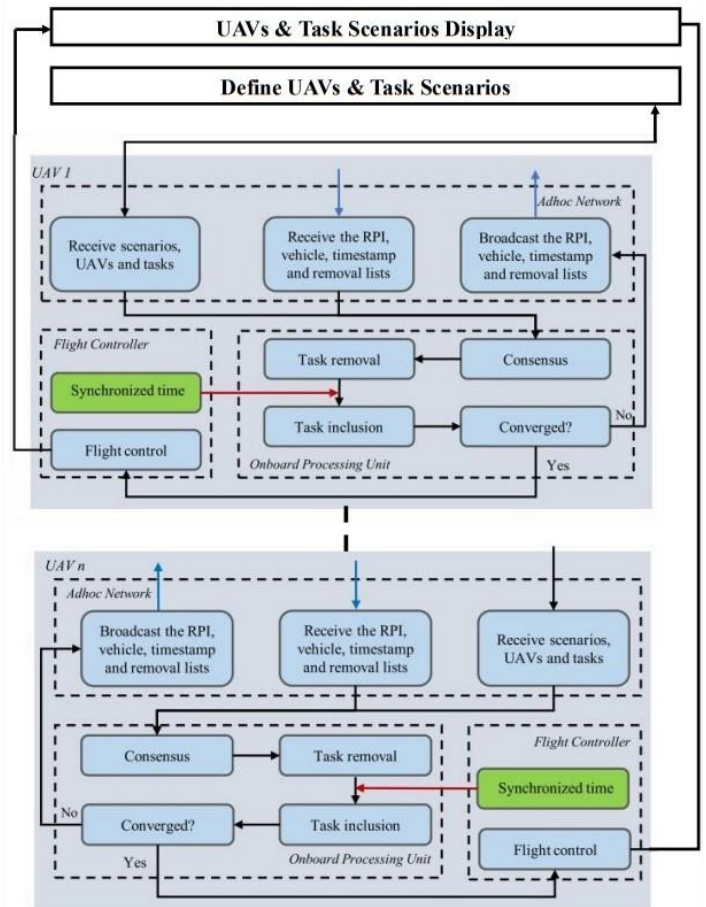 UAVs & Task Scenarios Display
Define UAVs & Task Scenarios
UAV 1
Adhoc Network
Receive scenarios,
UAVs and tasks
Receive the RPI,
vehicle, timestamp
and removal lists
Broadcast the RPI,
vehicle, timestamp
and removal lists
Flight Controller
Synchronized time
Flight control
Task removal
Consensus
Task inclusion
Converged?
No
Onboard Processing Unit
Yes
UAV n
Adhoc Network
Broadcast the RPI,
vehicle, timestamp
and removal lists
Receive the RPI,
vehicle, timestamp
and removal lists
Receive scenarios,
UAVs and tasks
Consensus
Task removal
No
Converged?
Task inclusion
Yes
Onboard Processing Unit
Flight Controller
Synchronized time
Flight control